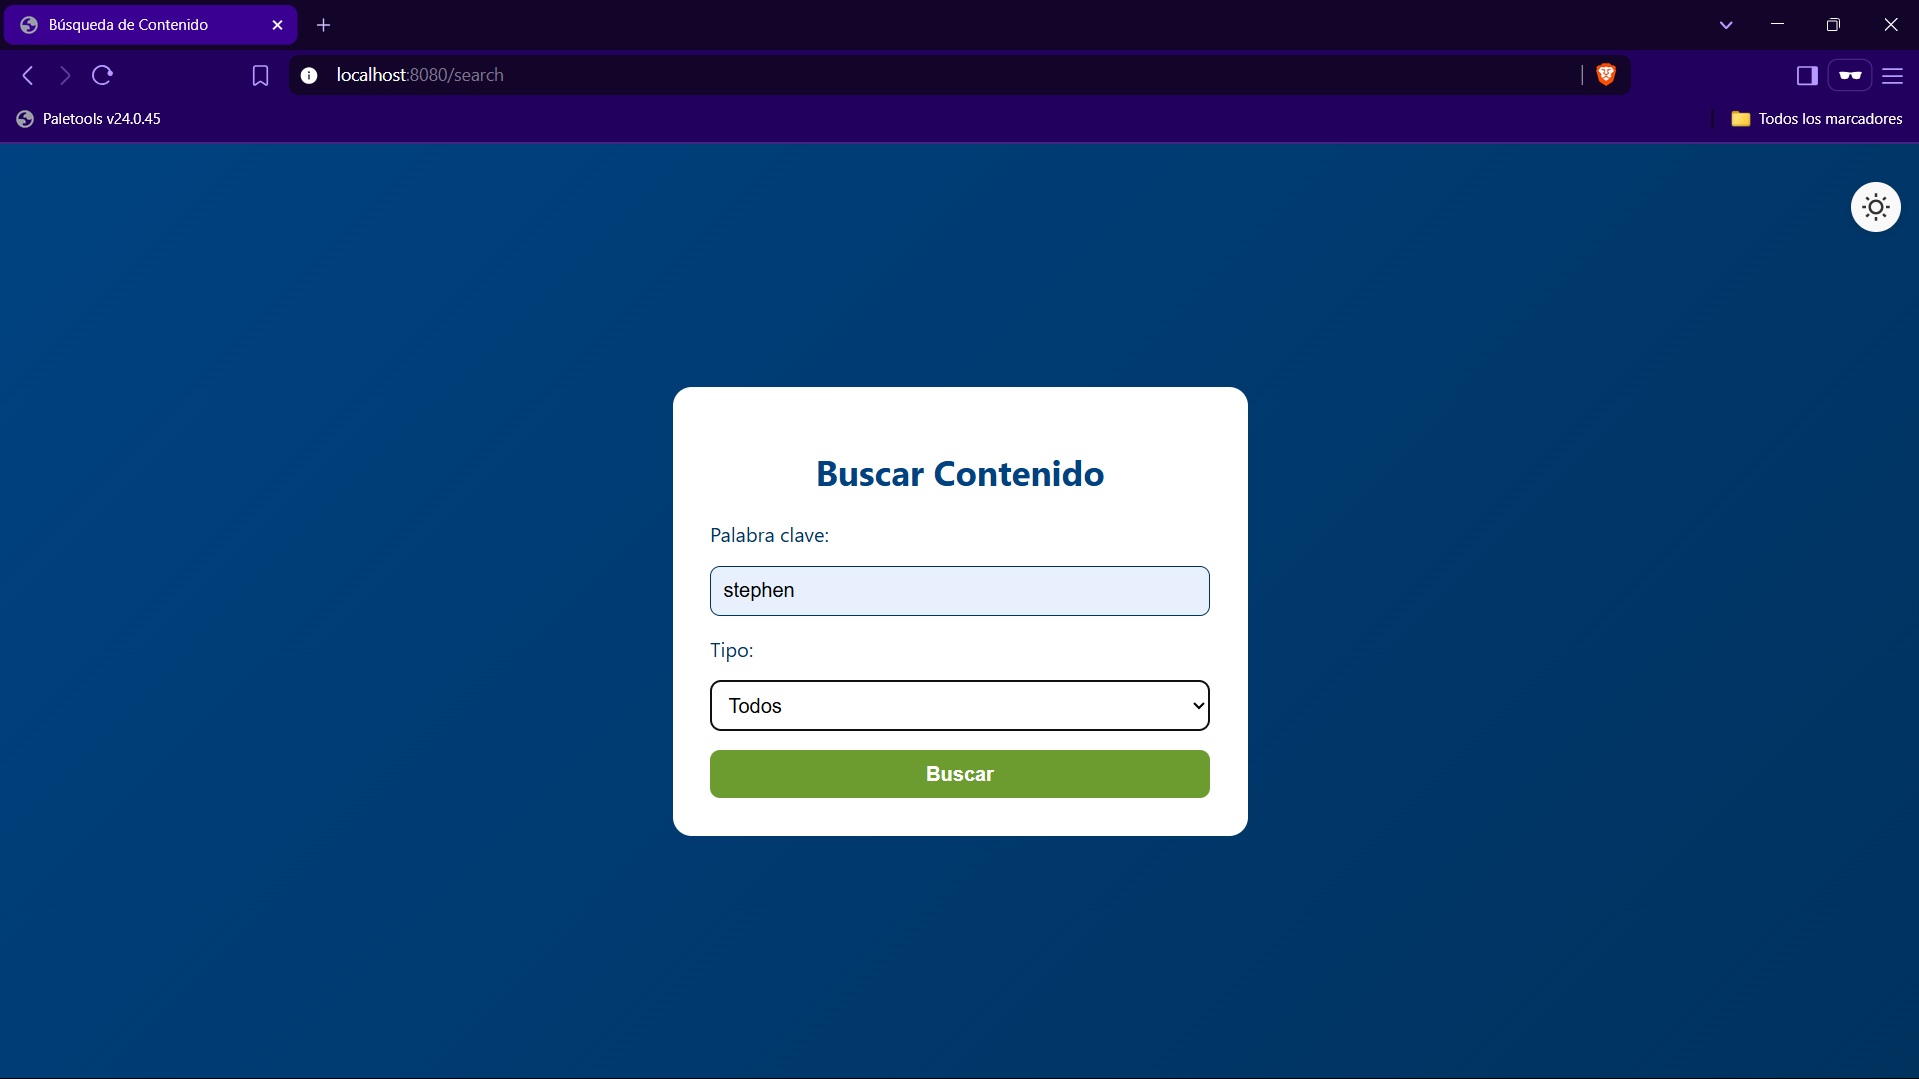 Búsqueda de Contenido
localhost:8080/search
Paletools v24.0.45
Todos los marcadores
Buscar Contenido
Palabra clave:
stephen
Tipo:
Todos
Buscar